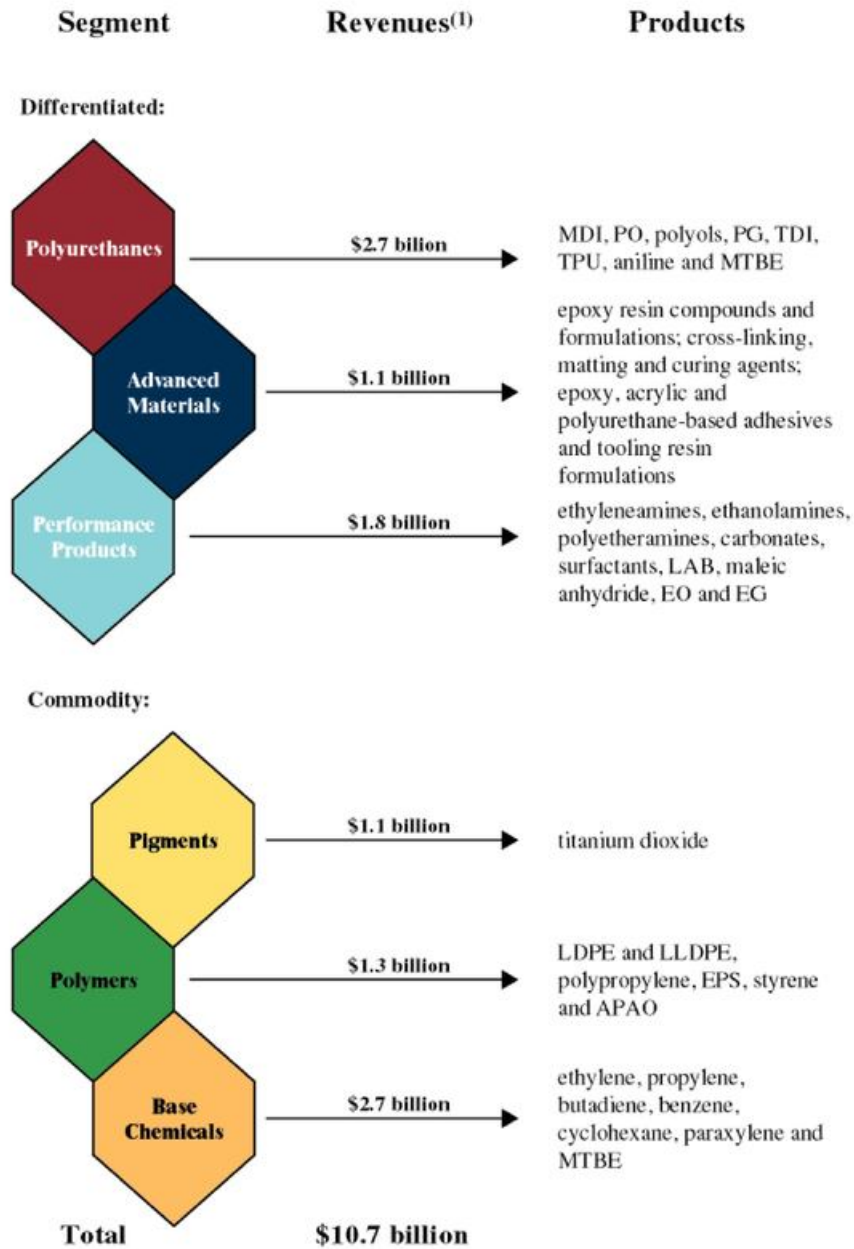 Segment Revenues(1) Products
Differentiated:
Polyurethanes
$2.7 bilion
MDI, PO, polyols, PG, TDI,
TPU, aniline and MTBE
Advanced
Materials
$1.1 billion
epoxy resin compounds and
formulations; cross-linking,
matting and curing agents;
epoxy, acrylic and
polyurethane-based adhesives
and tooling resin
formulations
Performance
Products
$1.8 billion
ethyleneamines, ethanolamines,
polyetheramines, carbonates,
surfactants, LAB, maleic
anhydride, EO and EG
Commodity:
Pigments
$1.1 billion
titanium dioxide
Polymers
$1.3 billion
LDPE and LLDPE,
polypropylene, EPS, styrene
and APAO
Base
Chemicals
$2.7 billion
ethylene, propylene,
butadiene, benzene,
cyclohexane, paraxylene and
MTBE
Total $10.7 billion